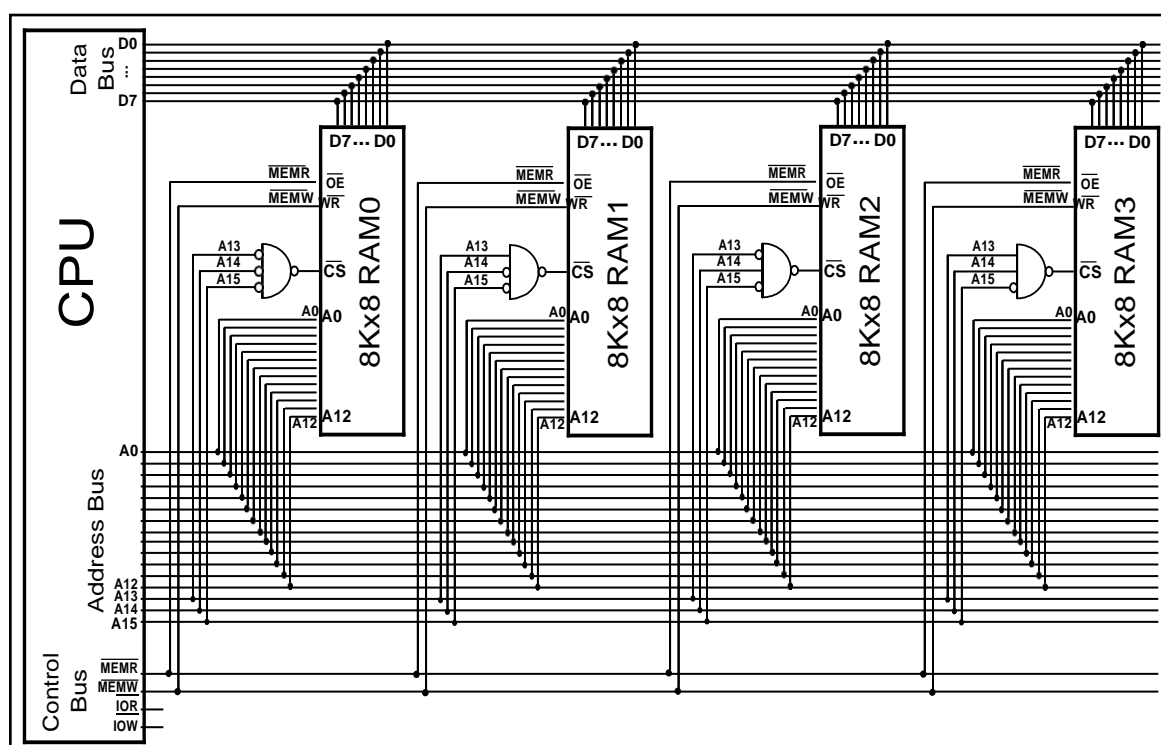 CPU
Data
Bus
D0
...
D7
D7... D0
MEMR
OE
MEMW
WR
A13
A14
A15
CS
A0
A0
A12
A12
8Kx8 RAM0
D7... D0
MEMR
OE
MEMW
WR
A13
A14
A15
CS
A0
A0
A12
A12
8Kx8 RAM1
D7... D0
MEMR
OE
MEMW
WR
A13
A14
A15
CS
A0
A0
A12
A12
8Kx8 RAM2
D7... D0
MEMR
OE
MEMW
WR
A13
A14
A15
CS
A0
A0
A12
A12
8Kx8 RAM3
Address Bus
A0
A12
A13
A14
A15
Control
Bus
MEMR
MEMW
IOR
IOW